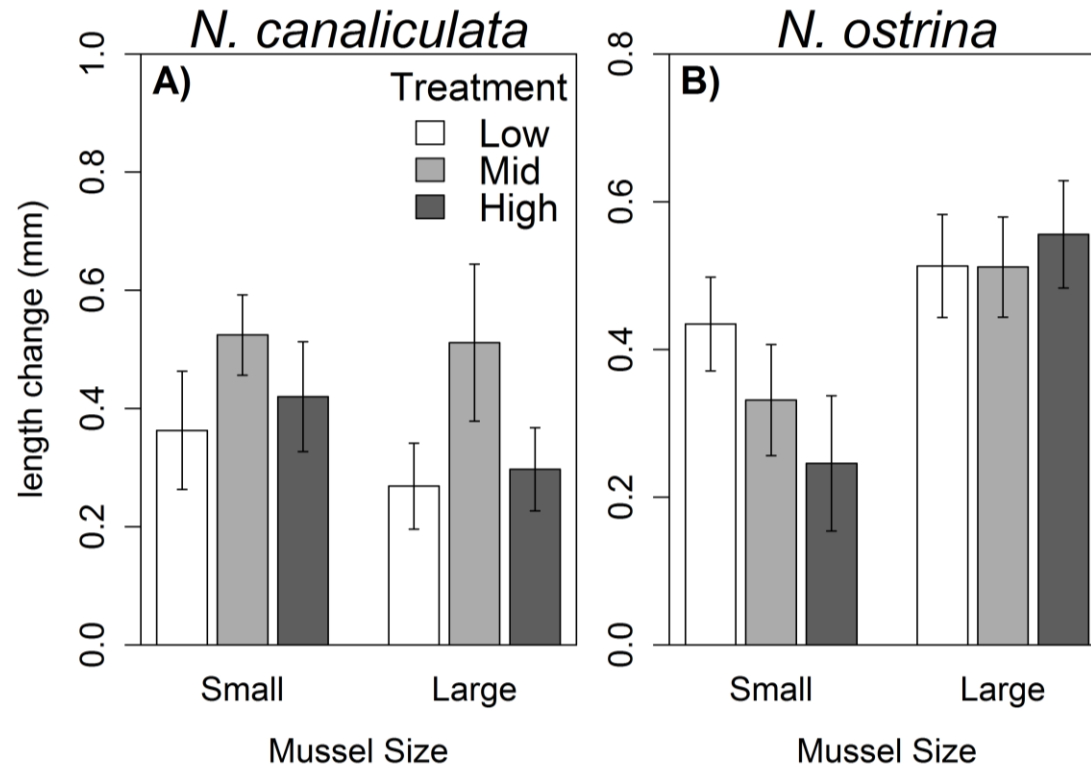 N. canaliculata
N. ostrina
A)
Treatment
Low
Mid
High
length change (mm)
1.0
0.8
0.6
0.4
0.2
0.0
Small
Large
Mussel Size
B)
0.8
0.6
0.4
0.2
0.0
Small
Large
Mussel Size